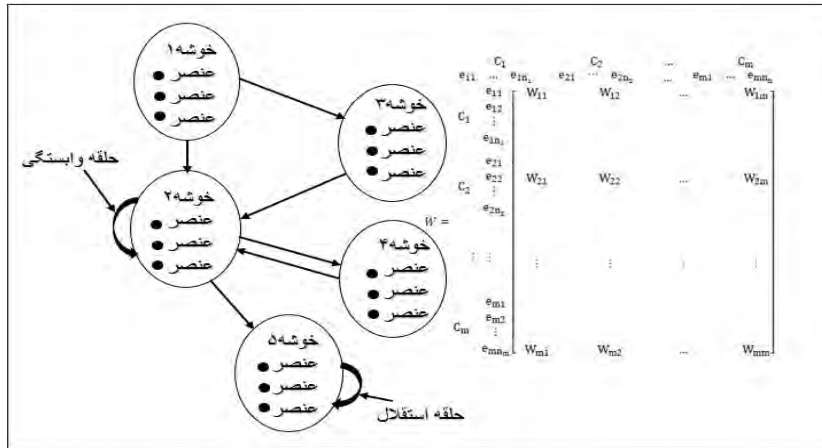 خوشه۱
عنصر
عنصر
عنصر
خوشه۳
عنصر
عنصر
عنصر
حلقه وابستگی
خوشه۲
عنصر
عنصر
عنصر
خوشه۴
عنصر
عنصر
عنصر
خوشه۵
عنصر
عنصر
عنصر
حلقه استقلال
C₁ C₂ ... Cₘ
e₁₁ ... e₁ₙ₁ e₂₁ ... e₂ₙ₂ ... eₘ₁ ... eₘₙₙ
e₁₁ W₁₁ W₁₂ ... W₁ₘ
e₁₂
C₁ ⋮
e₁ₙ₁
e₂₁
e₂₂ W₂₁ W₂₂ ... W₂ₘ
C₂ ⋮
e₂ₙ₂
W =
⋮ ⋮ ⋮ ⋮ ⋮ ⋮
eₘ₁
eₘ₂
Cₘ ⋮
eₘₙₘ Wₘ₁ Wₘ₂ ... Wₘₘ